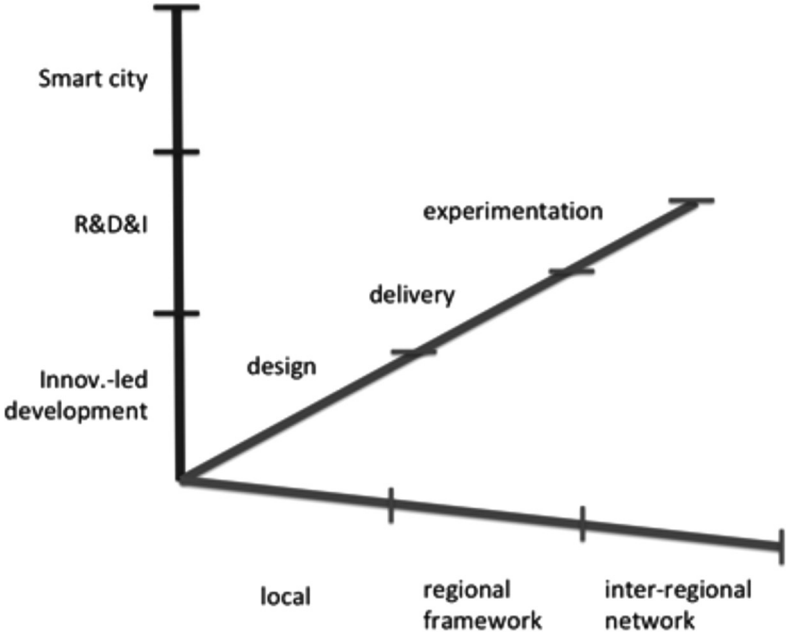 Smart city
R&D&I
experimentation
delivery
design
Innov.-led
development
local
regional
framework
inter-regional
network